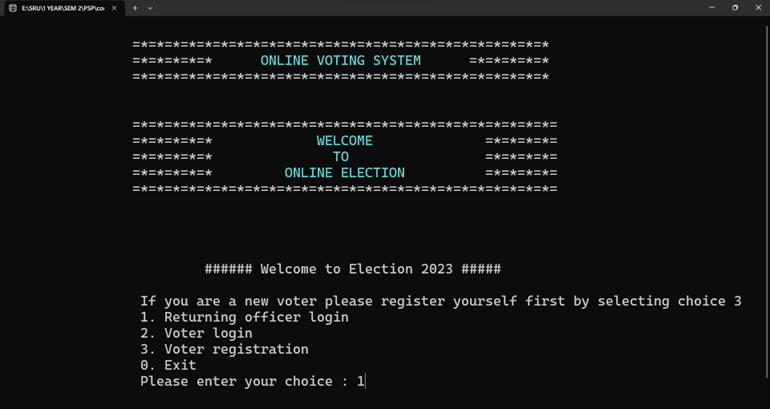 E:\SRU\1 YEAR\SEM 2\PSP\co
=*=*=*=*=*=*=*=*=*=*=*=*=*=*=*=*=*=*=*=*=*=*=*=*=*=*
=*=*=*=*=* ONLINE VOTING SYSTEM =*=*=*=*=*
=*=*=*=*=*=*=*=*=*=*=*=*=*=*=*=*=*=*=*=*=*=*=*=*=*=*
=*=*=*=*=*=*=*=*=*=*=*=*=*=*=*=*=*=*=*=*=*=*=*=*=*=*=
=*=*=*=*=* WELCOME =*=*=*=*=
=*=*=*=*=* TO =*=*=*=*=
=*=*=*=*=* ONLINE ELECTION =*=*=*=*=
=*=*=*=*=*=*=*=*=*=*=*=*=*=*=*=*=*=*=*=*=*=*=*=*=*=*=
###### Welcome to Election 2023 #####
If you are a new voter please register yourself first by selecting choice 3
1. Returning officer login
2. Voter login
3. Voter registration
0. Exit
Please enter your choice : 1